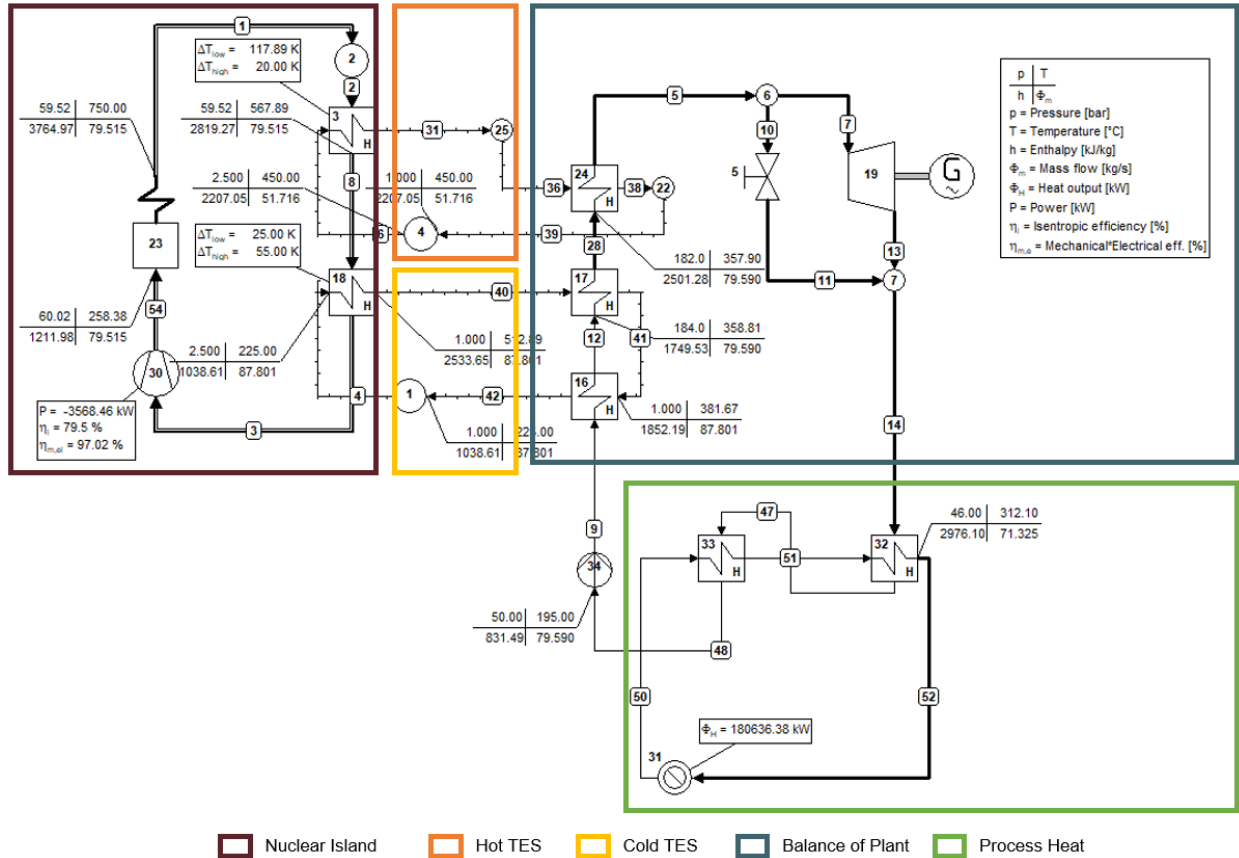 1
2
2
ΔTlow = 117.89 K
ΔThigh = 20.00 K
59.52 750.00
3764.97 79.515
59.52 567.89
2819.27 79.515
3
H
31
25
8
2.500 450.00
2207.05 51.716
1.000 450.00
2207.05 51.716
4
39
36
24
H
38
22
28
5
6
10
7
5
19
G
~
13
11
7
p T
h Φm
p = Pressure [bar]
T = Temperature [°C]
h = Enthalpy [kJ/kg]
Φm = Mass flow [kg/s]
ΦH = Heat output [kW]
P = Power [kW]
ηi = Isentropic efficiency [%]
ηm,e = Mechanical*Electrical eff. [%]
23
54
ΔTlow = 25.00 K
ΔThigh = 55.00 K
18
H
40
17
H
182.0 357.90
2501.28 79.590
60.02 258.38
1211.98 79.515
30
2.500 225.00
1038.61 87.801
1.000
2533.65
12
41
184.0 358.81
1749.53 79.590
P = -3568.46 kW
ηi = 79.5 %
ηm,el = 97.02 %
3
4
1
42
16
H
1.000 381.67
1852.19 87.801
1.000
1038.61
14
9
34
50.00 195.00
831.49 79.590
47
33
H
51
32
H
46.00 312.10
2976.10 71.325
48
50
52
ΦH = 180636.38 kW
31
Nuclear Island
Hot TES
Cold TES
Balance of Plant
Process Heat